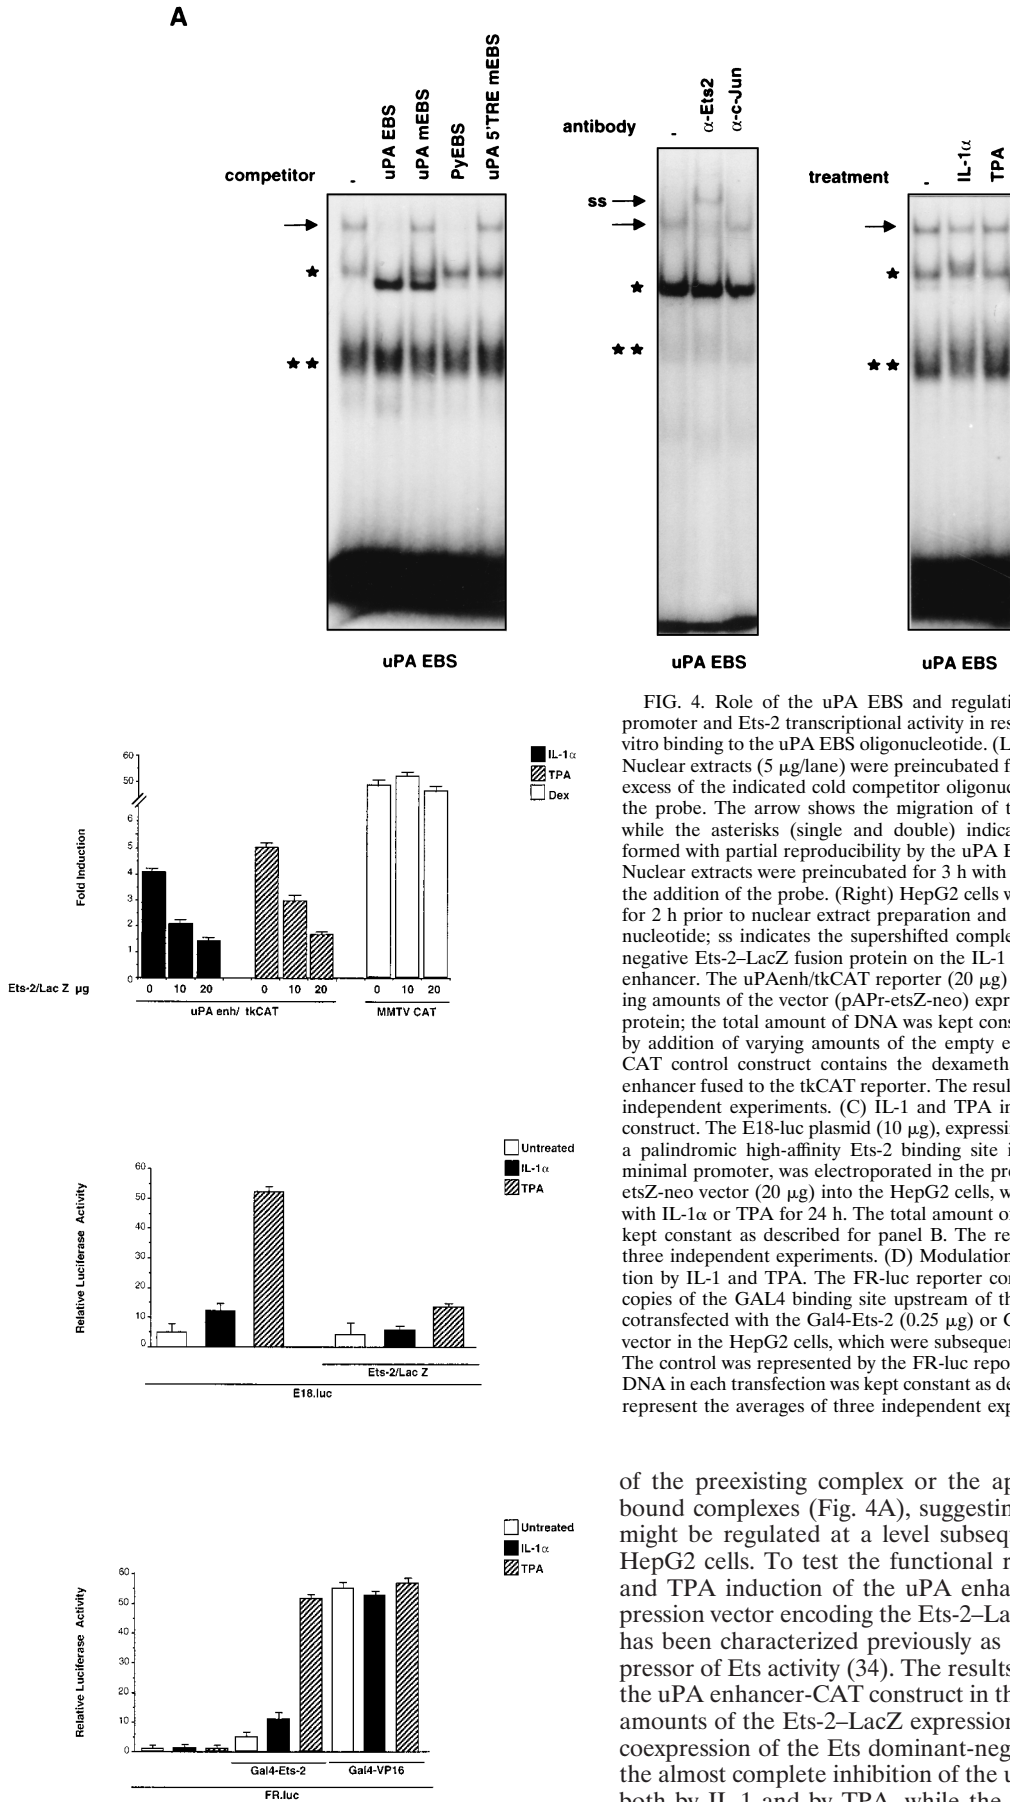 A
competitor
-
uPA EBS
uPA mEBS
PyEBS
uPA 5'TRE mEBS
uPA EBS
antibody
-
α-Ets2
α-c-Jun
ss
uPA EBS
treatment
-
IL-1α
TPA
uPA EBS
60
50
6
5
4
3
2
1
0
Fold Induction
IL-1α
TPA
Dex
Ets-2/Lac Z µg
0 10 20 0 10 20 0 10 20
uPA enh/ tkCAT
MMTV CAT
60
50
40
30
20
10
0
Relative Luciferase Activity
Untreated
IL-1α
TPA
Ets-2/Lac Z
E18.luc
60
50
40
30
20
10
0
Relative Luciferase Activity
Untreated
IL-1α
TPA
Gal4-Ets-2
Gal4-VP16
FR.luc
FIG. 4. Role of the uPA EBS and regulati
promoter and Ets-2 transcriptional activity in res
vitro binding to the uPA EBS oligonucleotide. (L
Nuclear extracts (5 µg/lane) were preincubated f
excess of the indicated cold competitor oligonuc
the probe. The arrow shows the migration of t
while the asterisks (single and double) indica
formed with partial reproducibility by the uPA E
Nuclear extracts were preincubated for 3 h with
the addition of the probe. (Right) HepG2 cells w
for 2 h prior to nuclear extract preparation and
nucleotide; ss indicates the supershifted comple
negative Ets-2–LacZ fusion protein on the IL-1
enhancer. The uPAenh/tkCAT reporter (20 µg)
ing amounts of the vector (pAPr-etsZ-neo) expr
protein; the total amount of DNA was kept cons
by addition of varying amounts of the empty e
CAT control construct contains the dexameth
enhancer fused to the tkCAT reporter. The resul
independent experiments. (C) IL-1 and TPA in
construct. The E18-luc plasmid (10 µg), expressi
a palindromic high-affinity Ets-2 binding site i
minimal promoter, was electroporated in the pre
etsZ-neo vector (20 µg) into the HepG2 cells, w
with IL-1α or TPA for 24 h. The total amount o
kept constant as described for panel B. The re
three independent experiments. (D) Modulation
tion by IL-1 and TPA. The FR-luc reporter con
copies of the GAL4 binding site upstream of th
cotransfected with the Gal4-Ets-2 (0.25 µg) or G
vector in the HepG2 cells, which were subsequen
The control was represented by the FR-luc repo
DNA in each transfection was kept constant as de
represent the averages of three independent exp
of the preexisting complex or the ap
bound complexes (Fig. 4A), suggestin
might be regulated at a level subsequ
HepG2 cells. To test the functional r
and TPA induction of the uPA enha
pression vector encoding the Ets-2–La
has been characterized previously as
pressor of Ets activity (34). The results
the uPA enhancer-CAT construct in th
amounts of the Ets-2–LacZ expression
coexpression of the Ets dominant-neg
the almost complete inhibition of the u
both by IL-1 and by TPA, while the